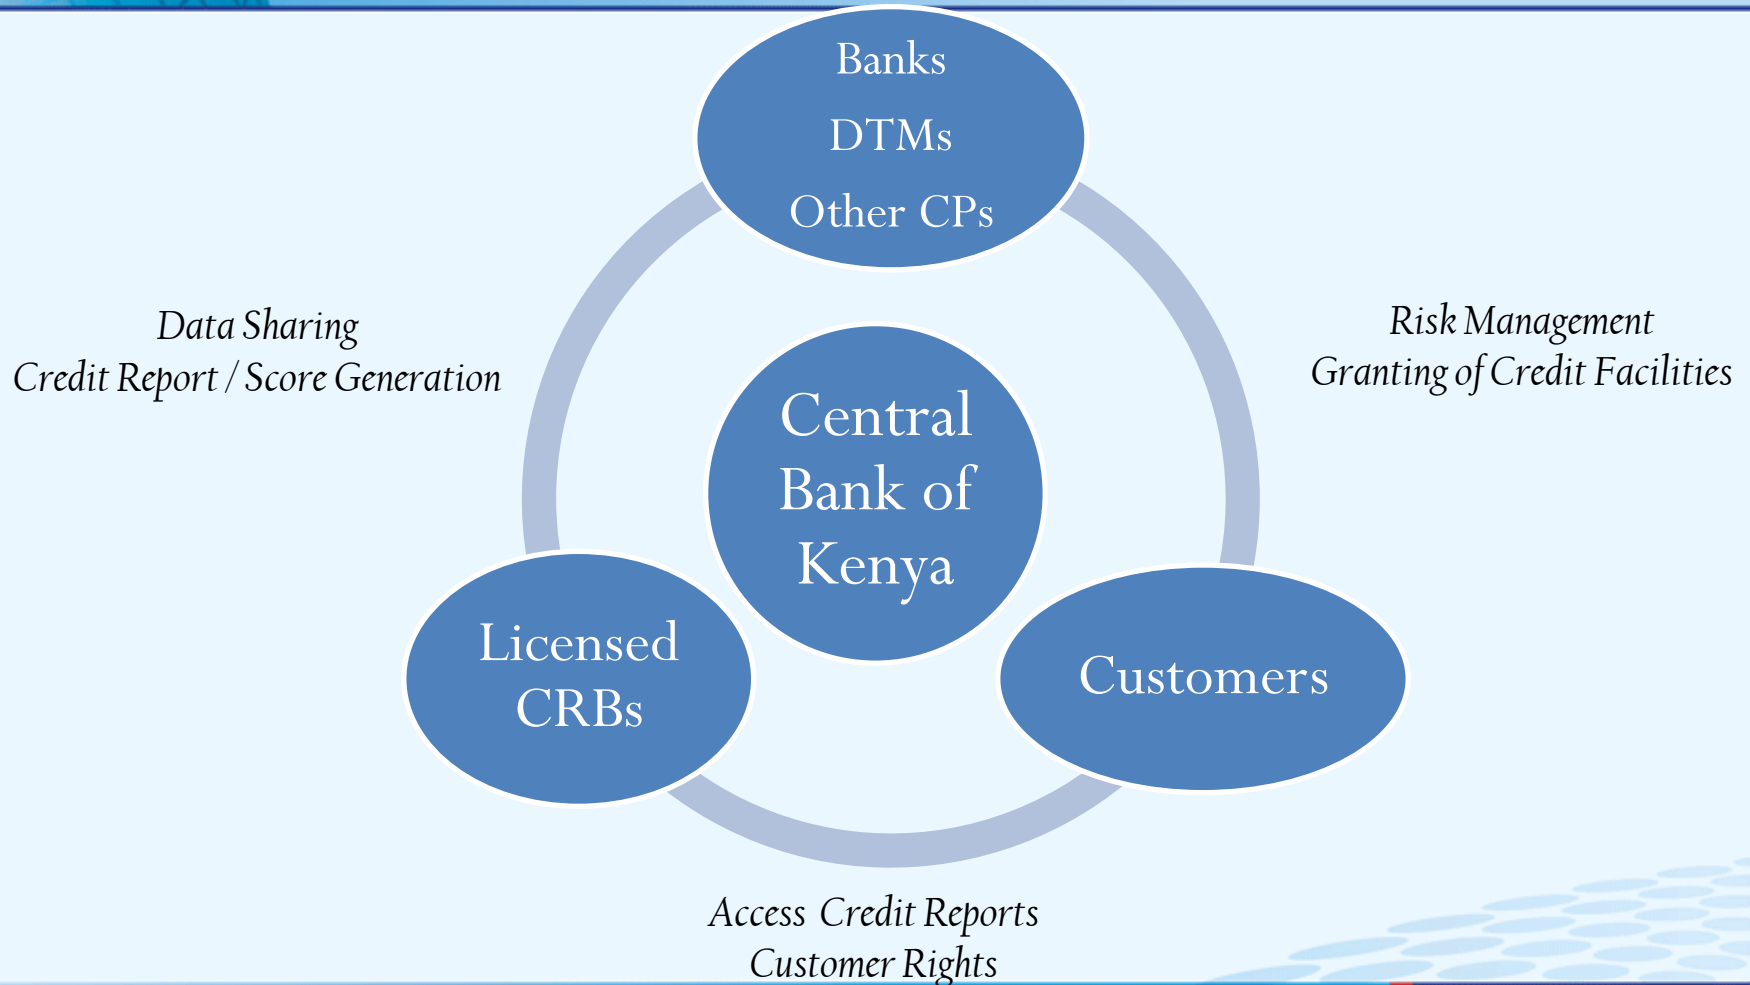 Banks
DTMs
Other CPs
Data Sharing
Credit Report / Score Generation
Risk Management
Granting of Credit Facilities
Central
Bank of
Kenya
Licensed
CRBs
Customers
Access Credit Reports
Customer Rights